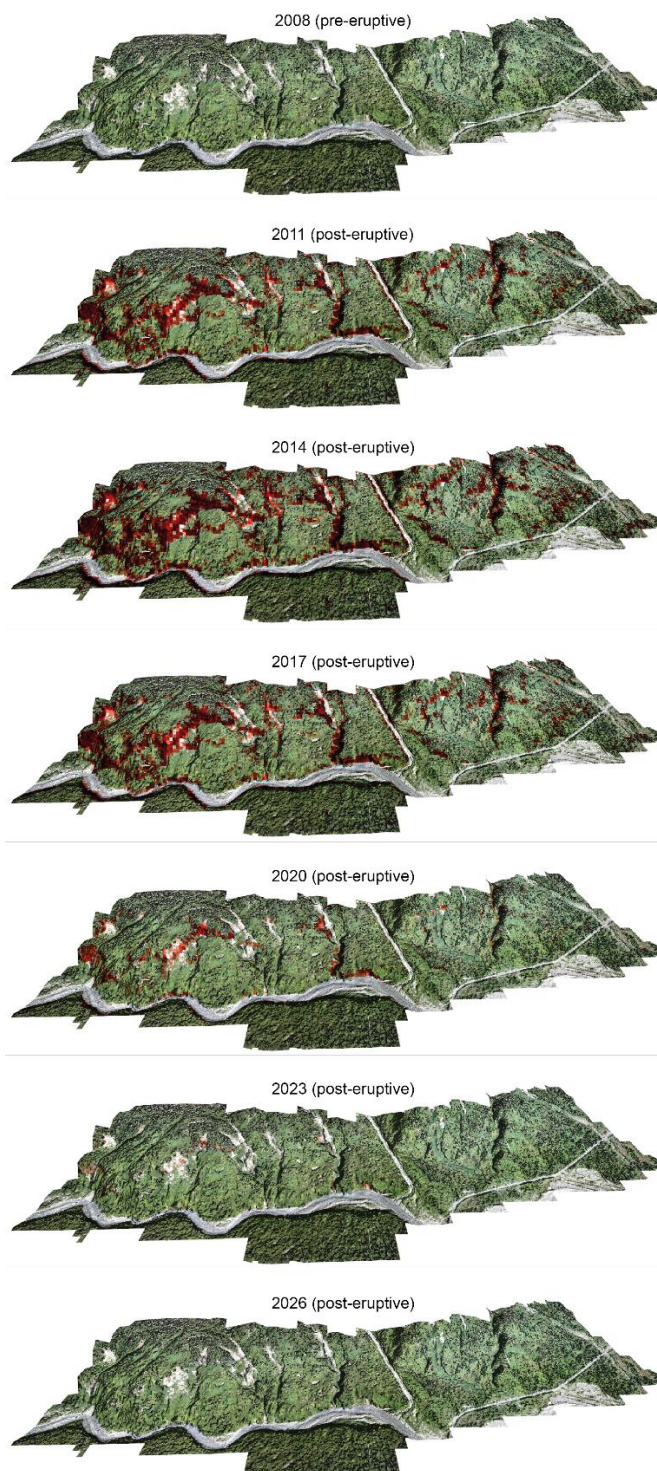 2008 (pre-eruptive)
2011 (post-eruptive)
2014 (post-eruptive)
2017 (post-eruptive)
2020 (post-eruptive)
2023 (post-eruptive)
2026 (post-eruptive)